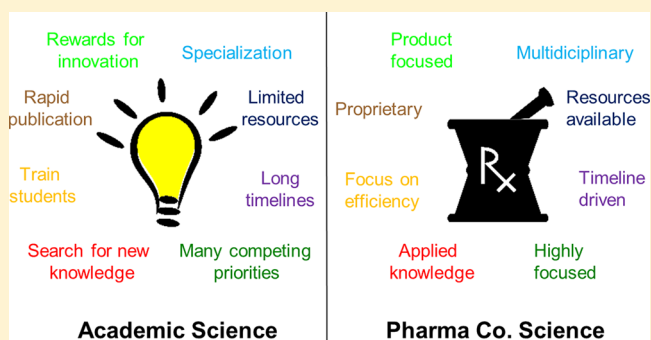 Rewards for
innovation
Specialization
Rapid
publication
Limited
resources
Train
students
Long
timelines
Search for new
knowledge
Many competing
priorities
Academic Science
Product
focused
Multidiciplinary
Proprietary
Resources
available
Rx
Focus on
efficiency
Timeline
driven
Applied
knowledge
Highly
focused
Pharma Co. Science